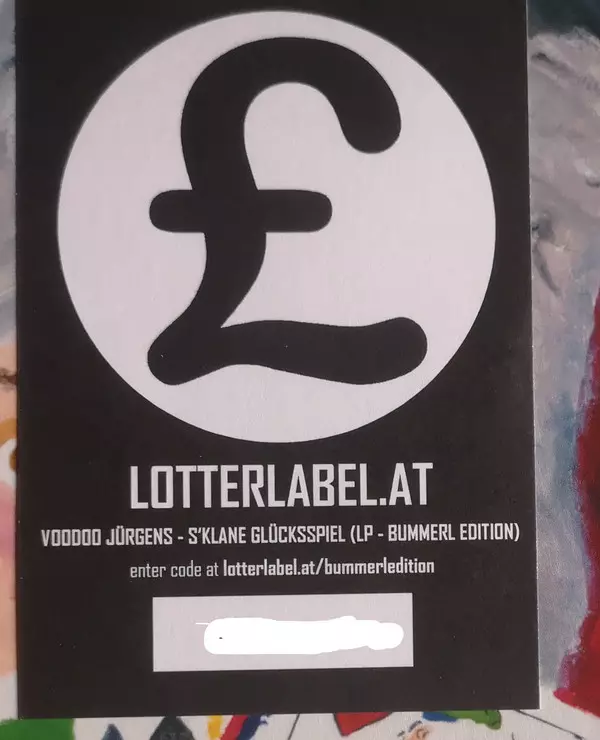 £
LOTTERLABEL.AT
VOODOO JÜRGENS - S'KLANE GLÜCKSSPIEL (LP - BUMMERL EDITION)
enter code at lotterlabel.at/bummerledition